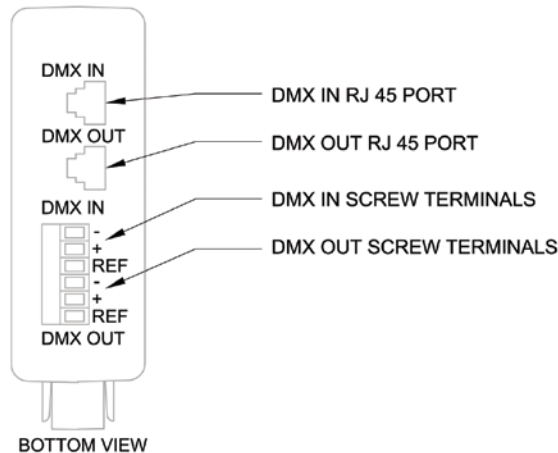 DMX IN
DMX IN RJ 45 PORT
DMX OUT
DMX OUT RJ 45 PORT
DMX IN
DMX IN SCREW TERMINALS
-
+
REF
DMX OUT SCREW TERMINALS
-
+
REF
DMX OUT
BOTTOM VIEW